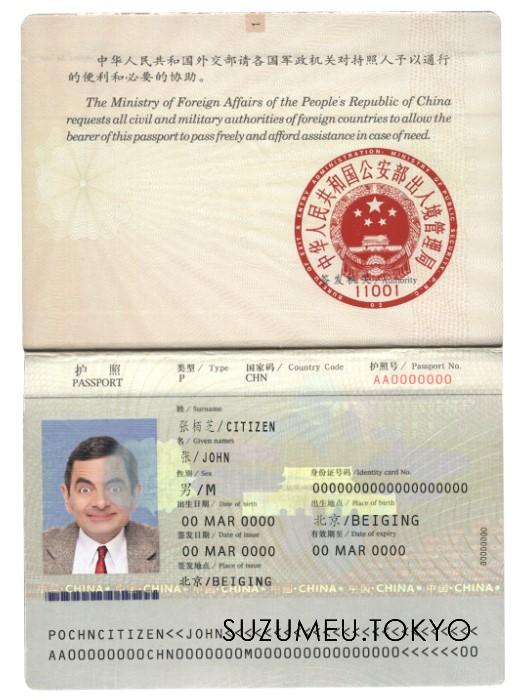 1
中华人民共和国外交部请各国军政机关对持照人予以通行
的便利和必要的协助。
The Ministry of Foreign Affairs of the People's Republic of China
requests all civil and military authorities of foreign countries to allow the
bearer of this passport to pass freely and afford assistance in case of need.
中华人民共和国公安部出入境管理局
BUREAU OF EXIT & ENTRY ADMINISTRATION, MINISTRY OF PUBLIC SECURITY
签发机关 / Authority
11001
02
护 照
PASSPORT
类型 / Type
P
国家码 / Country Code
CHN
护照号 / Passport No.
AA0000000
姓 / Surname
张栢芝/CITIZEN
名 / Given names
张/JOHN
性别 / Sex
男/M
身份证号码 /Identity card No.
000000000000000000
出生日期 / Date of birth
00 MAR 0000
出生地点 / Place of birth
北京/BEIGING
签发日期 / Date of issue
00 MAR 0000
有效期至 / Date of expiry
00 MAR 0000
签发地点 / Place of issue
北京/BEIGING
00000000
中国·CHINA·中国·CHINA·中国·CHINA·中国·CHINA·中国·CHINA
POCHNCITIZEN<<JOHN
SUZUMEU.TOKYO